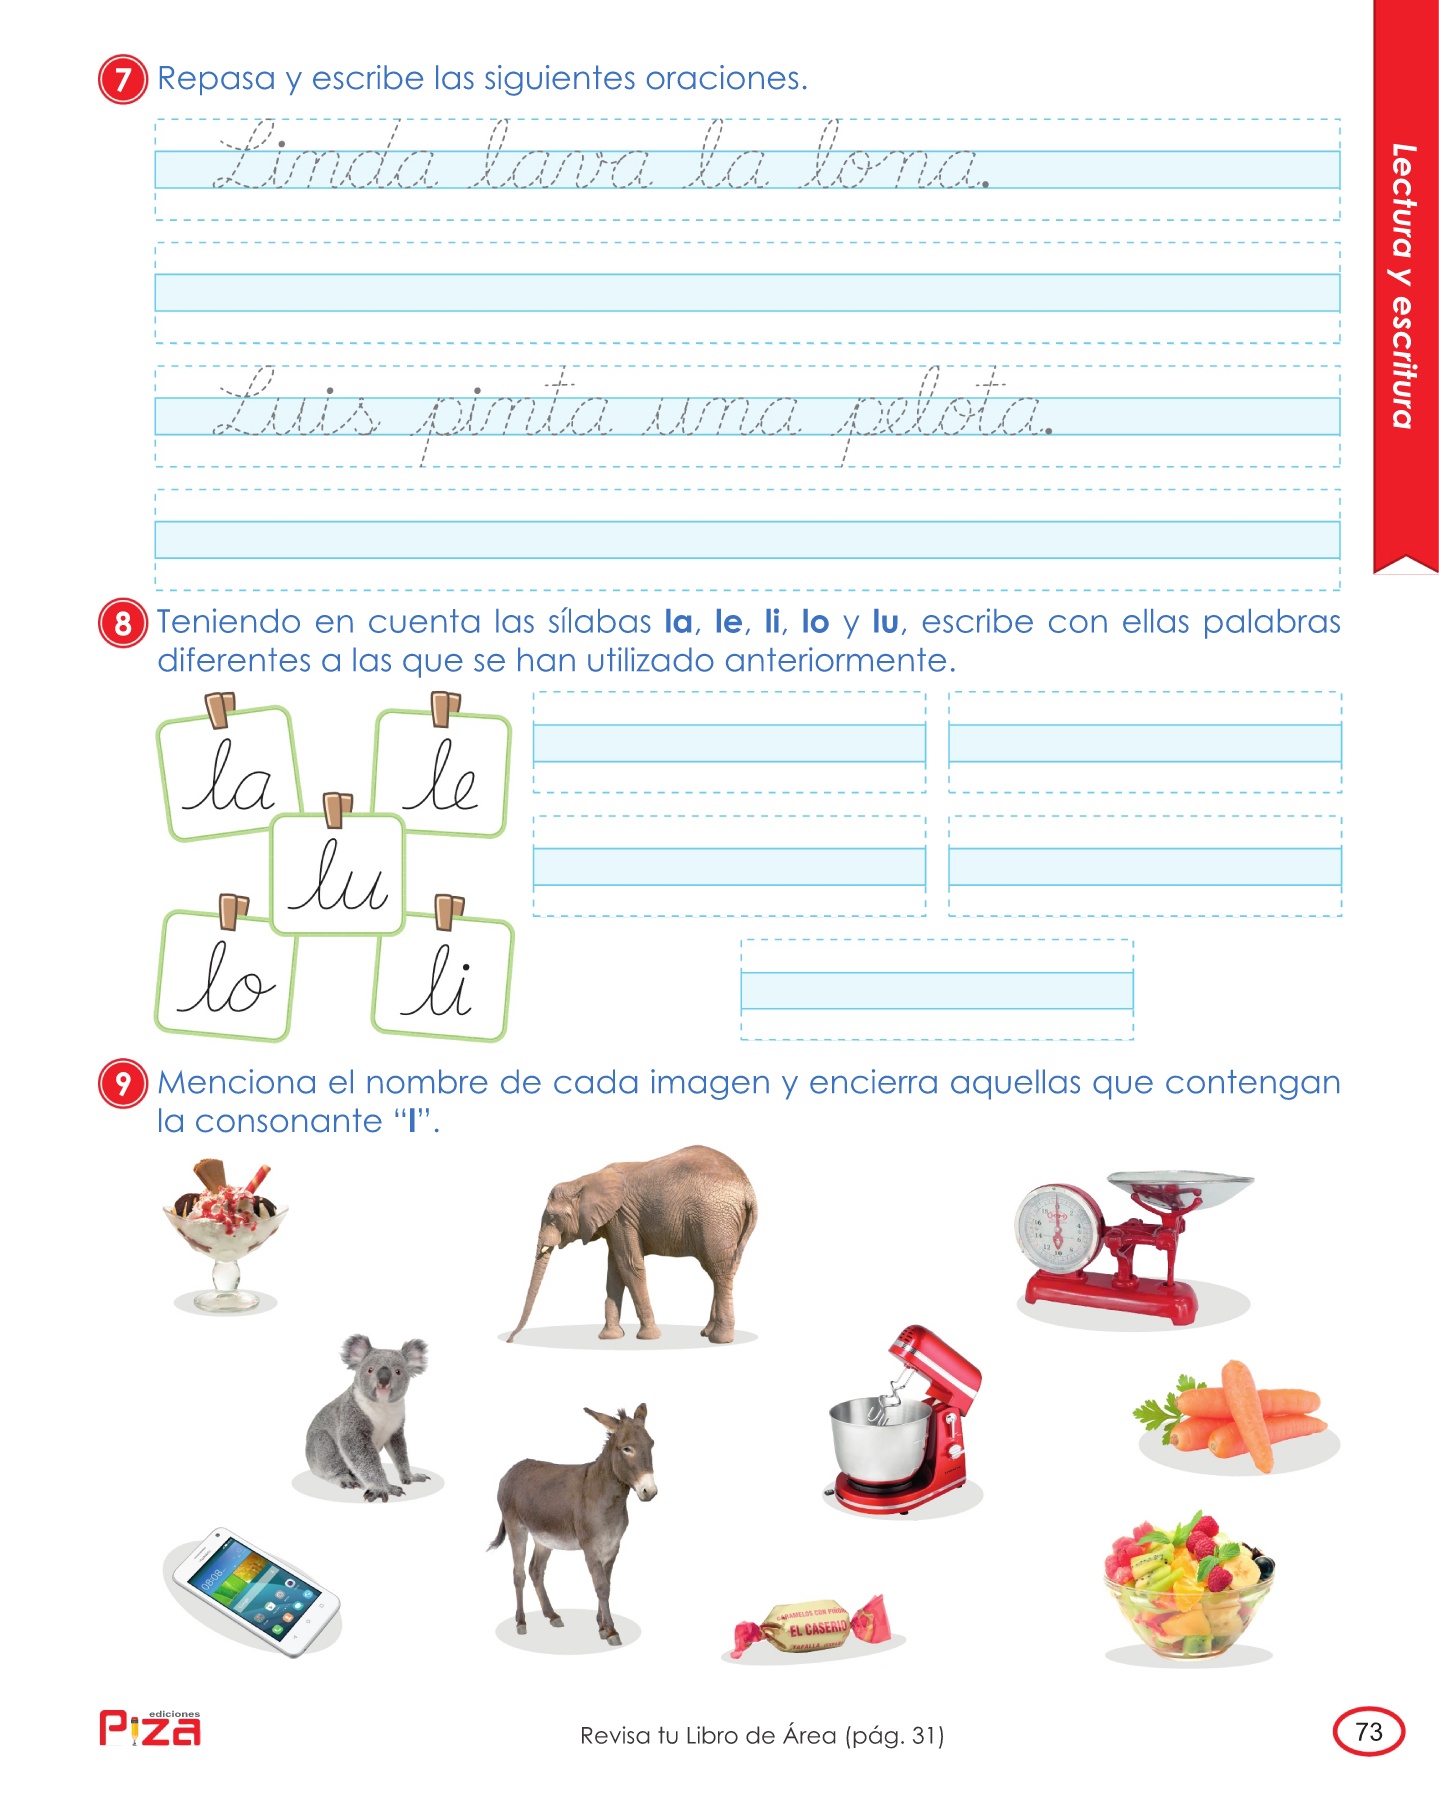 7 Repasa y escribe las siguientes oraciones.
Linda lava la lona.
Luis pinta una pelota.
Lectura y escritura
8 Teniendo en cuenta las sílabas la, le, li, lo y lu, escribe con ellas palabras
diferentes a las que se han utilizado anteriormente.
la
le
lu
lo
li
9 Menciona el nombre de cada imagen y encierra aquellas que contengan
la consonante “l”.
08:08
EL CASERIO
ediciones
Piza
Revisa tu Libro de Área (pág. 31)
73